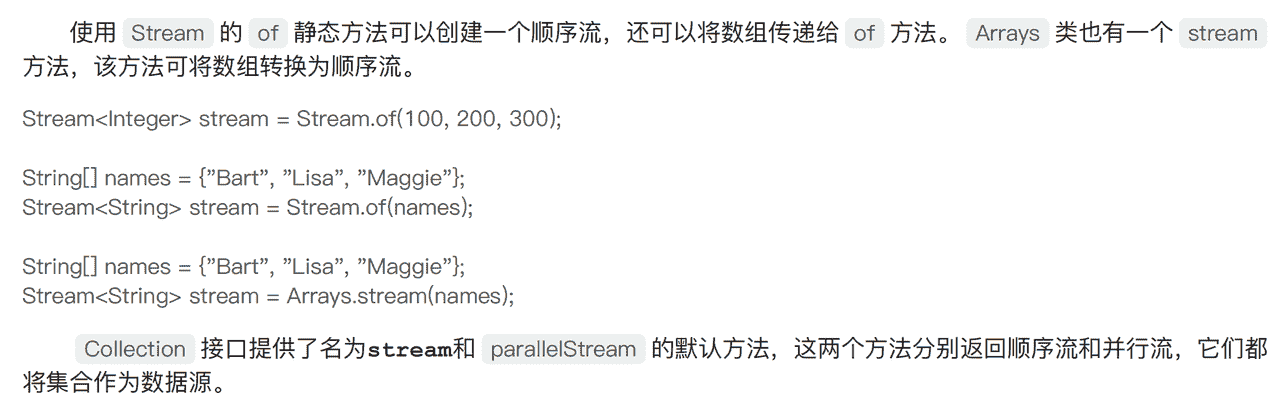 使用 Stream 的 of 静态方法可以创建一个顺序流，还可以将数组传递给 of 方法。 Arrays 类也有一个 stream
方法，该方法可将数组转换为顺序流。
Stream<Integer> stream = Stream.of(100, 200, 300);
String[] names = {”Bart”, ”Lisa”, ”Maggie”};
Stream<String> stream = Stream.of(names);
String[] names = {”Bart”, ”Lisa”, ”Maggie”};
Stream<String> stream = Arrays.stream(names);
Collection 接口提供了名为stream和 parallelStream 的默认方法，这两个方法分别返回顺序流和并行流，它们都
将集合作为数据源。